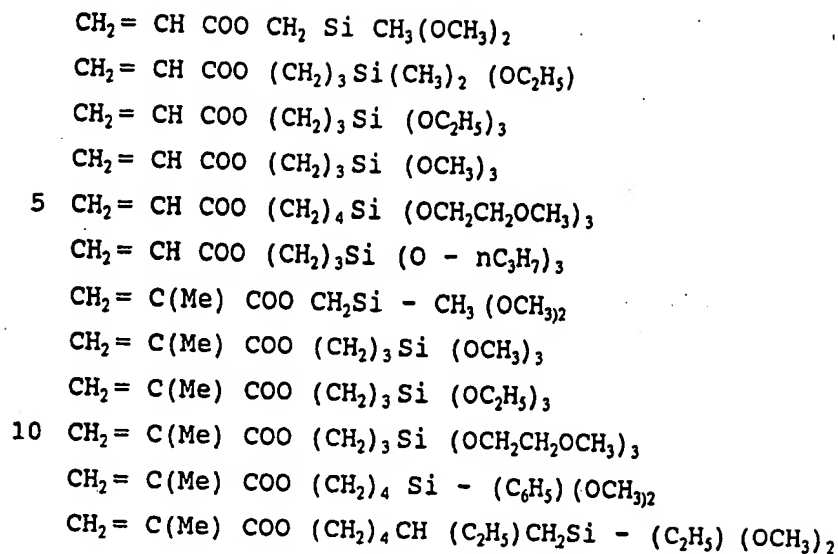 CH₂= CH COO CH₂ Si CH₃(OCH₃)₂
CH₂= CH COO (CH₂)₃Si(CH₃)₂ (OC₂H₅)
CH₂= CH COO (CH₂)₃Si (OC₂H₅)₃
CH₂= CH COO (CH₂)₃Si (OCH₃)₃
5 CH₂= CH COO (CH₂)₄Si (OCH₂CH₂OCH₃)₃
CH₂= CH COO (CH₂)₃Si (O - nC₃H₇)₃
CH₂= C(Me) COO CH₂Si - CH₃ (OCH₃)₂
CH₂= C(Me) COO (CH₂)₃Si (OCH₃)₃
CH₂= C(Me) COO (CH₂)₃Si (OC₂H₅)₃
10 CH₂= C(Me) COO (CH₂)₃Si (OCH₂CH₂OCH₃)₃
CH₂= C(Me) COO (CH₂)₄ Si - (C₆H₅)(OCH₃)₂
CH₂= C(Me) COO (CH₂)₄CH (C₂H₅)CH₂Si - (C₂H₅) (OCH₃)₂